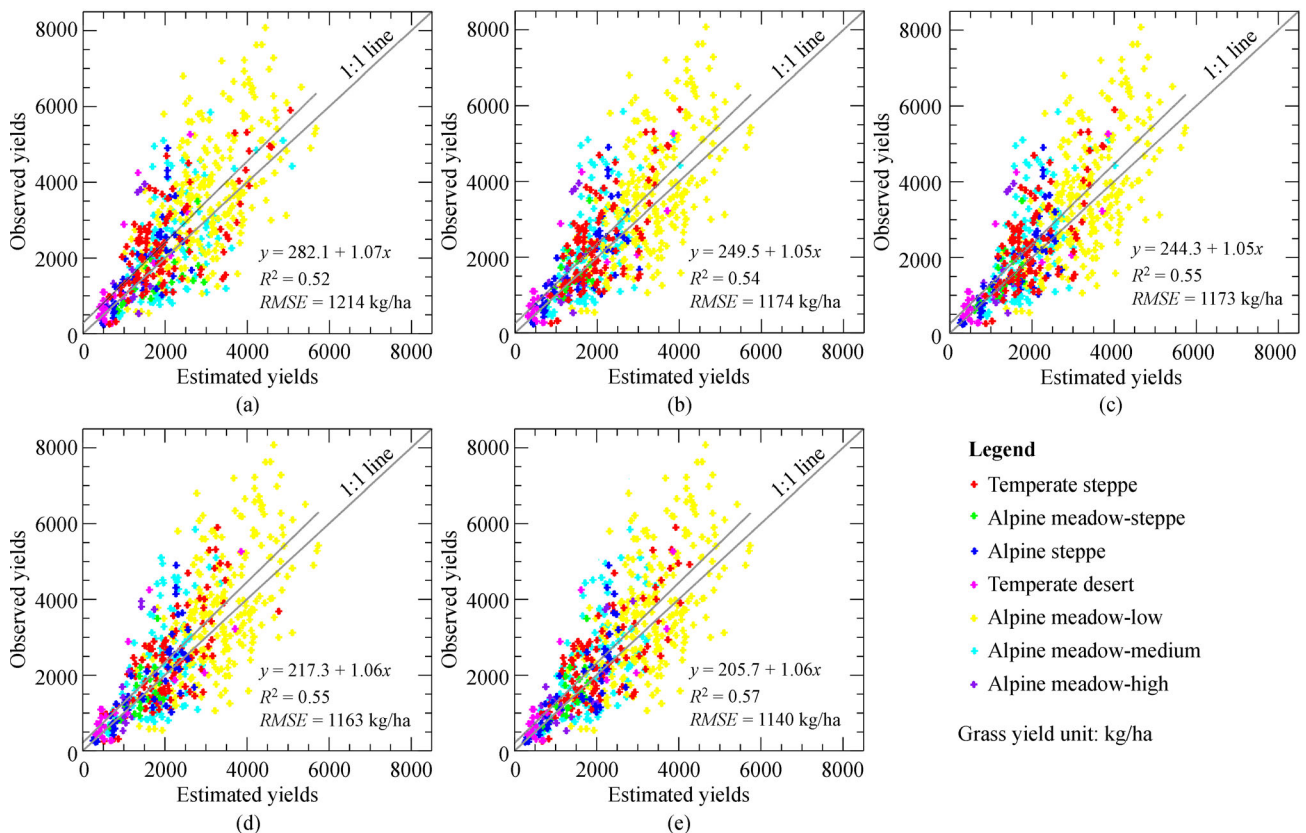 8000
6000
4000
2000
0
Observed yields
1:1 line
y = 282.1 + 1.07x
R² = 0.52
RMSE = 1214 kg/ha
0 2000 4000 6000 8000
Estimated yields
(a)
8000
6000
4000
2000
0
Observed yields
1:1 line
y = 249.5 + 1.05x
R² = 0.54
RMSE = 1174 kg/ha
0 2000 4000 6000 8000
Estimated yields
(b)
8000
6000
4000
2000
0
Observed yields
1:1 line
y = 244.3 + 1.05x
R² = 0.55
RMSE = 1173 kg/ha
0 2000 4000 6000 8000
Estimated yields
(c)
8000
6000
4000
2000
0
Observed yields
1:1 line
y = 217.3 + 1.06x
R² = 0.55
RMSE = 1163 kg/ha
0 2000 4000 6000 8000
Estimated yields
(d)
8000
6000
4000
2000
0
Observed yields
1:1 line
y = 205.7 + 1.06x
R² = 0.57
RMSE = 1140 kg/ha
0 2000 4000 6000 8000
Estimated yields
(e)
Legend
Temperate steppe
Alpine meadow-steppe
Alpine steppe
Temperate desert
Alpine meadow-low
Alpine meadow-medium
Alpine meadow-high
Grass yield unit: kg/ha